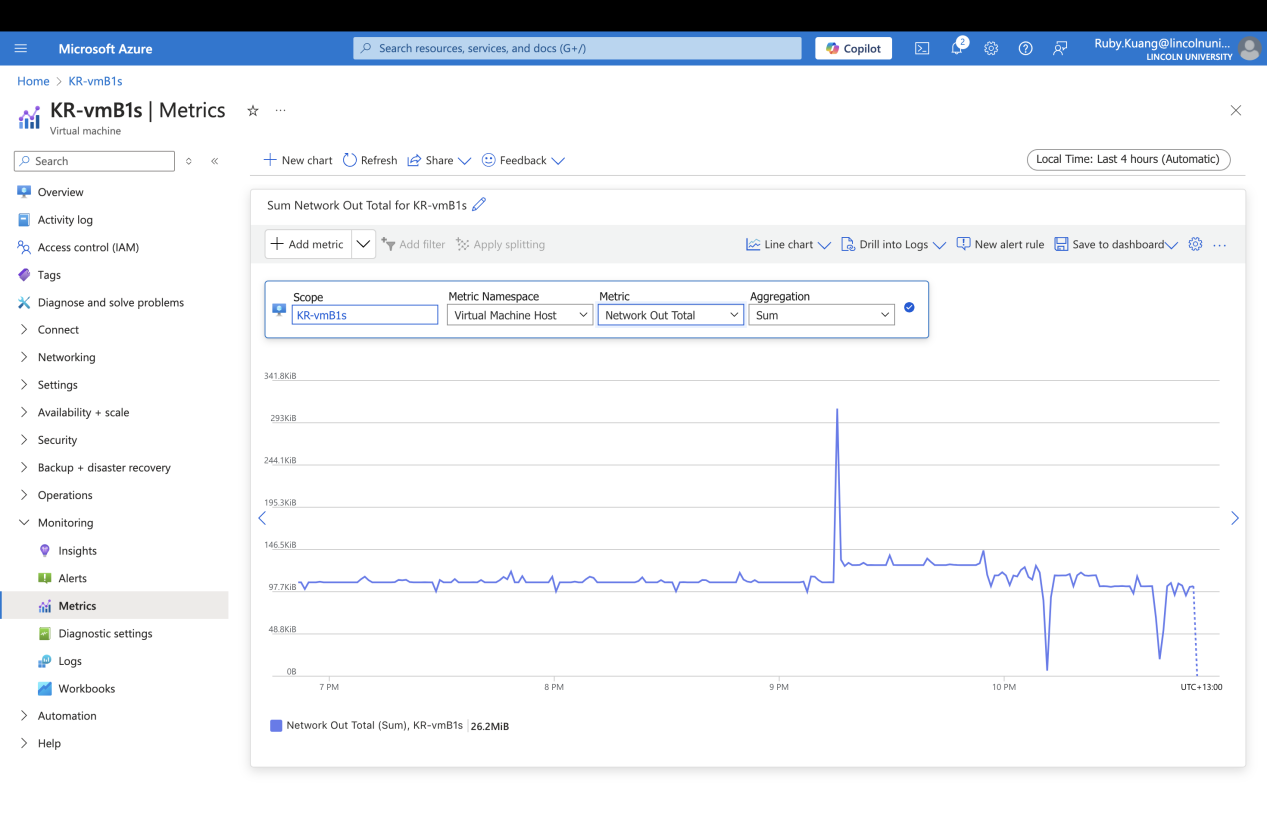 Microsoft Azure
Search resources, services, and docs (G+/)
Copilot
2
Ruby.Kuang@lincolnuni...
LINCOLN UNIVERSITY
Home > KR-vmB1s
KR-vmB1s | Metrics
Virtual machine
Search
Overview
Activity log
Access control (IAM)
Tags
Diagnose and solve problems
Connect
Networking
Settings
Availability + scale
Security
Backup + disaster recovery
Operations
Monitoring
Insights
Alerts
Metrics
Diagnostic settings
Logs
Workbooks
Automation
Help
New chart Refresh Share Feedback
Local Time: Last 4 hours (Automatic)
Sum Network Out Total for KR-vmB1s
Add metric Add filter Apply splitting Line chart Drill into Logs New alert rule Save to dashboard
Scope Metric Namespace Metric Aggregation
KR-vmB1s Virtual Machine Host Network Out Total Sum
341.8KiB
293KiB
244.1KiB
195.3KiB
146.5KiB
97.7KiB
48.8KiB
0B
7 PM 8 PM 9 PM 10 PM UTC+13:00
Network Out Total (Sum), KR-vmB1s 26.2MiB